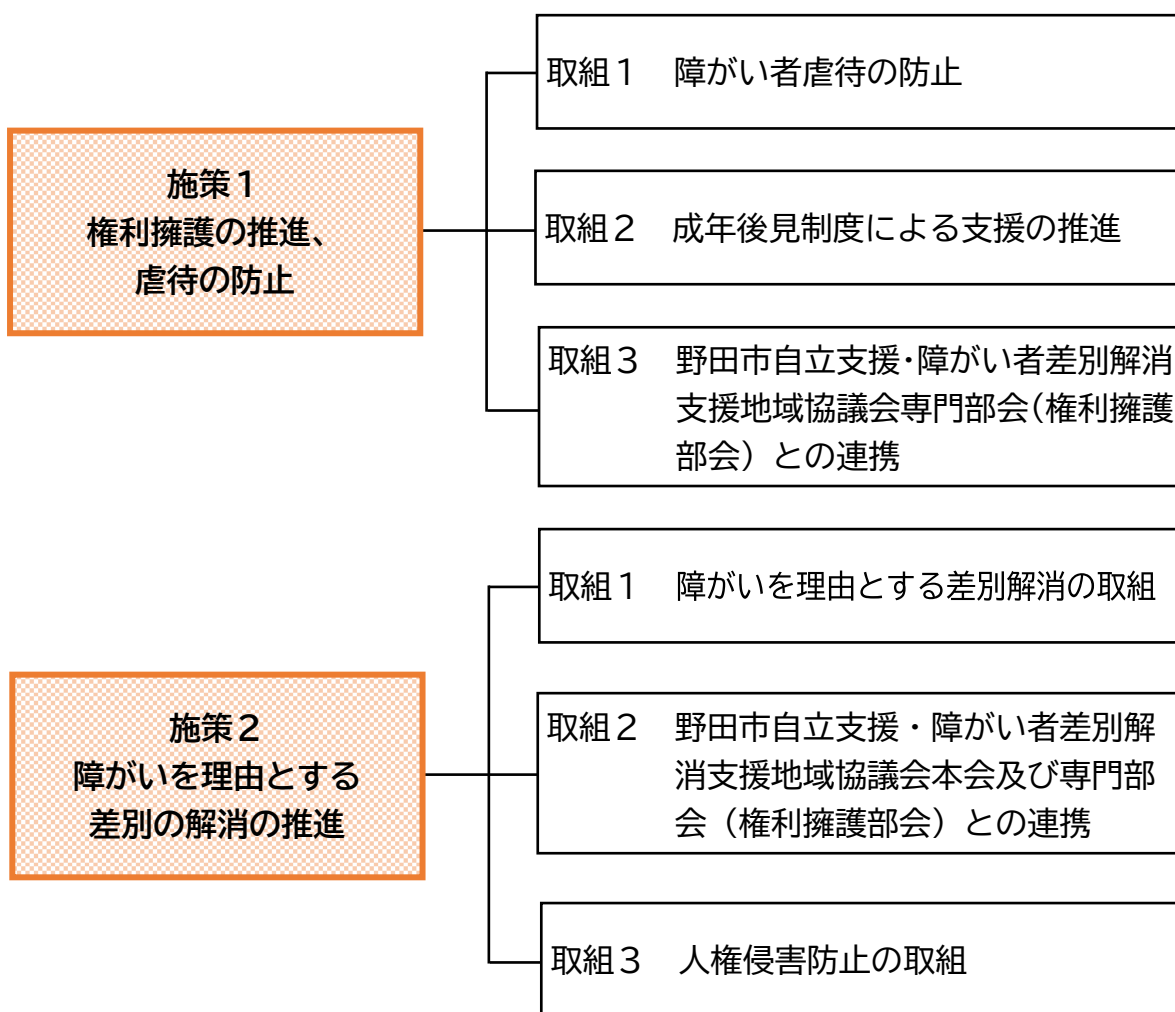 施策１
権利擁護の推進、
虐待の防止
取組１　障がい者虐待の防止
取組２　成年後見制度による支援の推進
取組３　野田市自立支援・障がい者差別解消
支援地域協議会専門部会（権利擁護
部会）との連携
施策２
障がいを理由とする
差別の解消の推進
取組１　障がいを理由とする差別解消の取組
取組２　野田市自立支援・障がい者差別解
消支援地域協議会本会及び専門部
会（権利擁護部会）との連携
取組３　人権侵害防止の取組